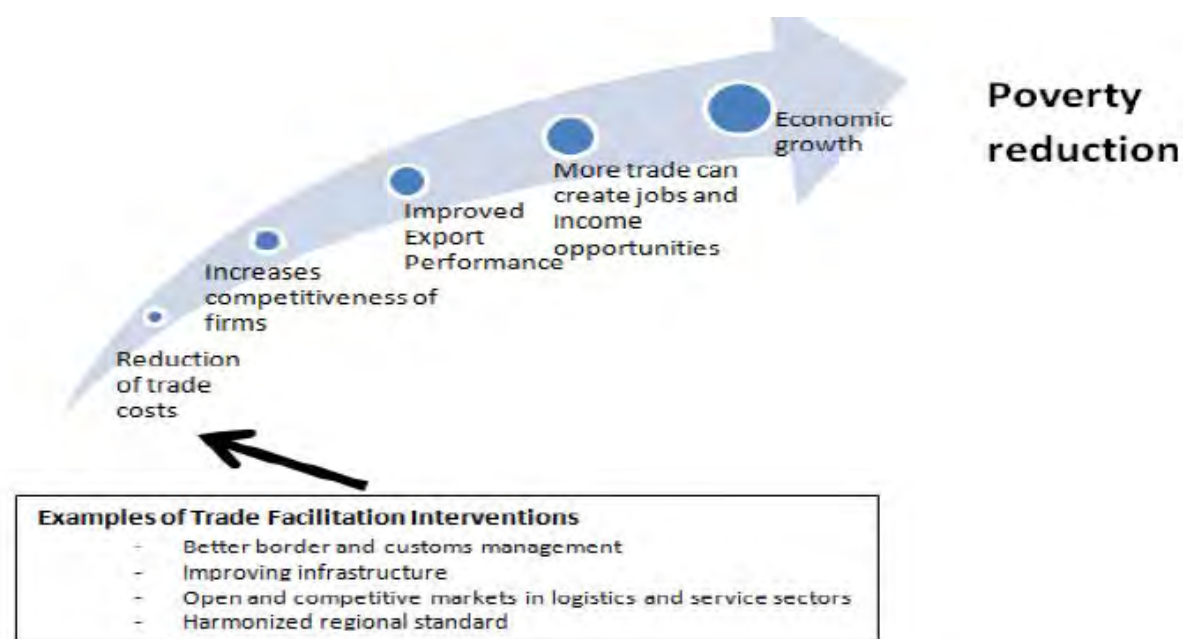 Poverty
reduction
Economic
growth
More trade can
create jobs and
Income
opportunities
Improved
Export
Performance
Increases
competitiveness of
firms
Reduction
of trade
costs
Examples of Trade Facilitation Interventions
- Better border and customs management
- Improving infrastructure
- Open and competitive markets in logistics and service sectors
- Harmonized regional standard